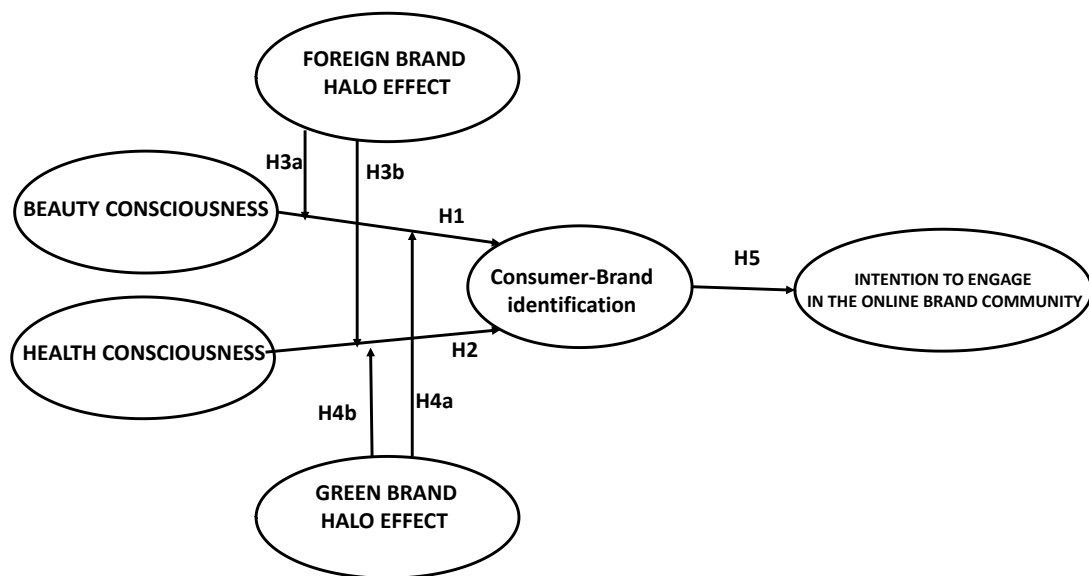 FOREIGN BRAND
HALO EFFECT
H3a
H3b
BEAUTY CONSCIOUSNESS
H1
Consumer-Brand
identification
H5
INTENTION TO ENGAGE
IN THE ONLINE BRAND COMMUNITY
HEALTH CONSCIOUSNESS
H2
H4b
H4a
GREEN BRAND
HALO EFFECT